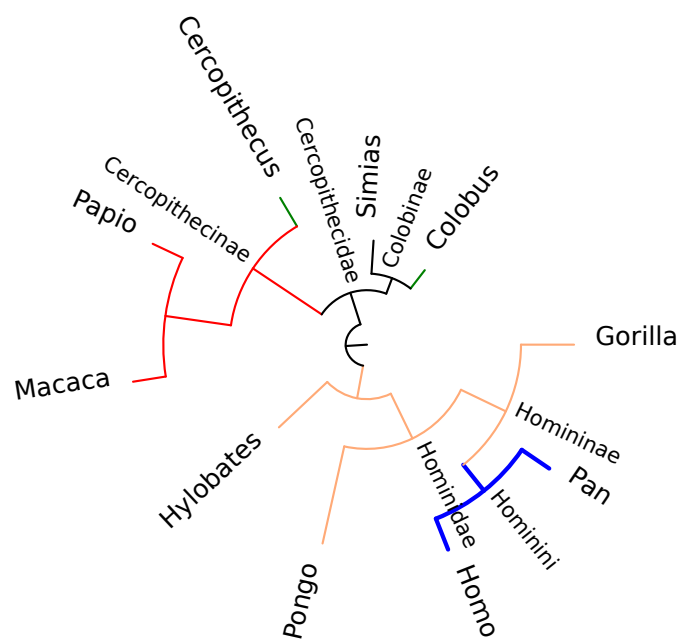 Cercopithecus
Cercopithecidae
Simias
Colobinae
Colobus
Cercopithecinae
Papio
Macaca
Gorilla
Homininae
Pan
Hylobates
Hominidae
Hominini
Pongo
Homo